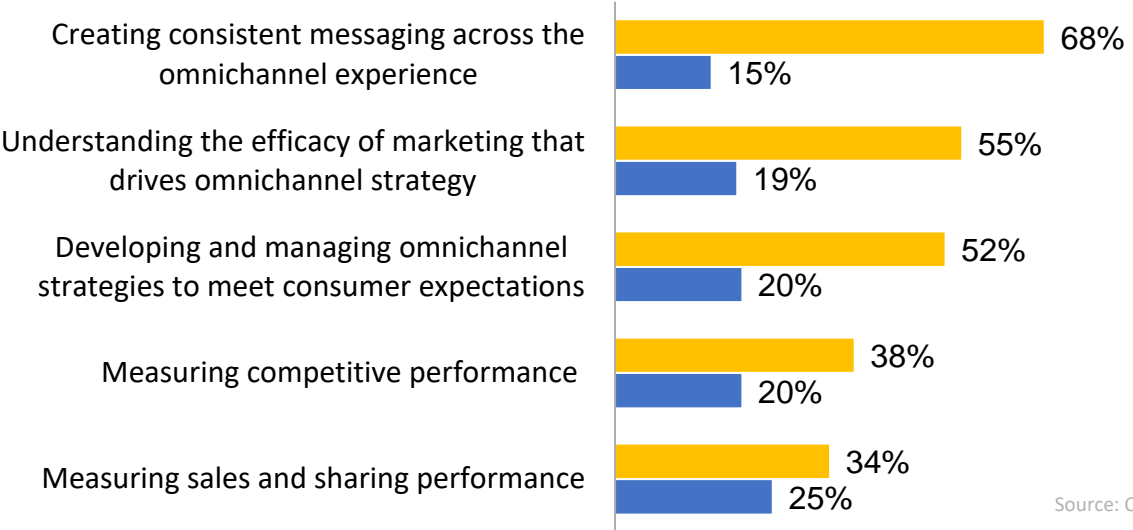 Creating consistent messaging across the
omnichannel experience
68%
15%
Understanding the efficacy of marketing that
drives omnichannel strategy
55%
19%
Developing and managing omnichannel
strategies to meet consumer expectations
52%
20%
Measuring competitive performance
38%
20%
Measuring sales and sharing performance
34%
25%
Source: